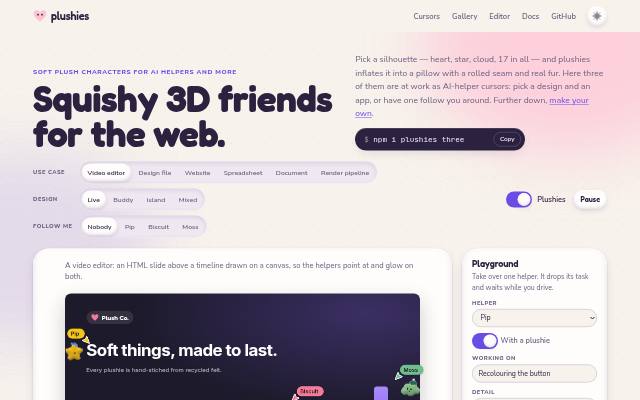 plushies
Cursors Gallery Editor Docs GitHub
SOFT PLUSH CHARACTERS FOR AI HELPERS AND MORE
Squishy 3D friends
for the web.
Pick a silhouette — heart, star, cloud, 17 in all — and plushies
inflates it into a pillow with a rolled seam and real fur. Here three
of them are at work as AI-helper cursors: pick a design and an
app, or have one follow you around. Further down, make your
own.
$ npm i plushies three Copy
USE CASE Video editor Design file Website Spreadsheet Document Render pipeline
DESIGN Live Buddy Island Mixed
Plushies Pause
FOLLOW ME Nobody Pip Biscuit Moss
A video editor: an HTML slide above a timeline drawn on a canvas, so the helpers point at and glow on
both.
Plush Co.
Pip
Soft things, made to last.
Every plushie is hand-stitched from recycled felt.
Moss
Biscuit
Playground
Take over one helper. It drops its task
and waits while you drive.
HELPER
Pip
With a plushie
WORKING ON
Recolouring the button
DETAIL